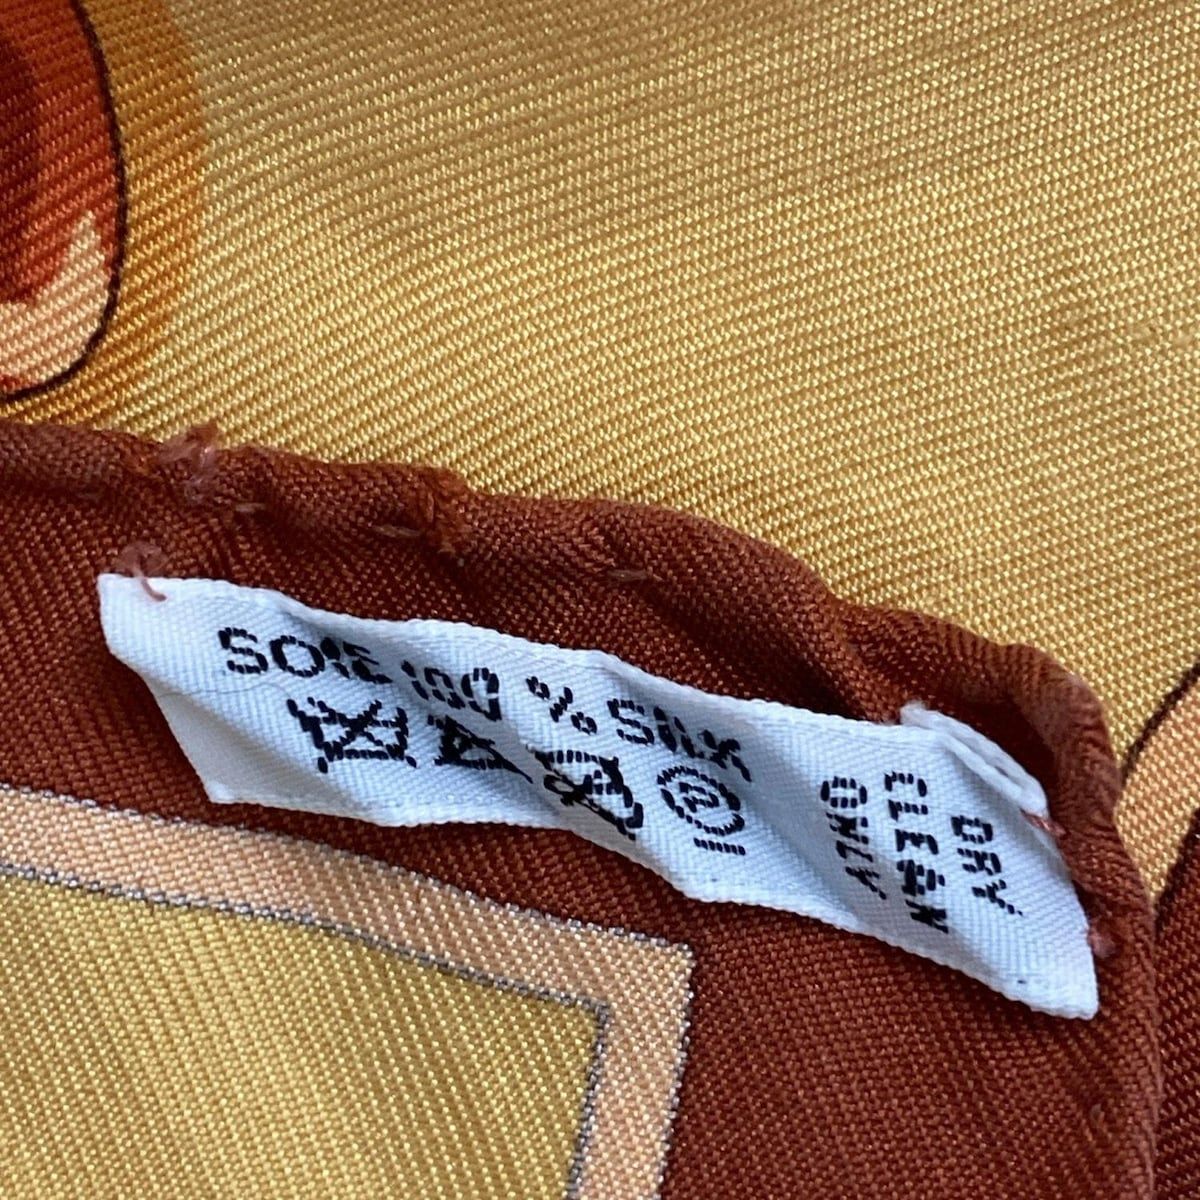 SOIE 100 % SILK
P
DRY
CLEAN
ONLY